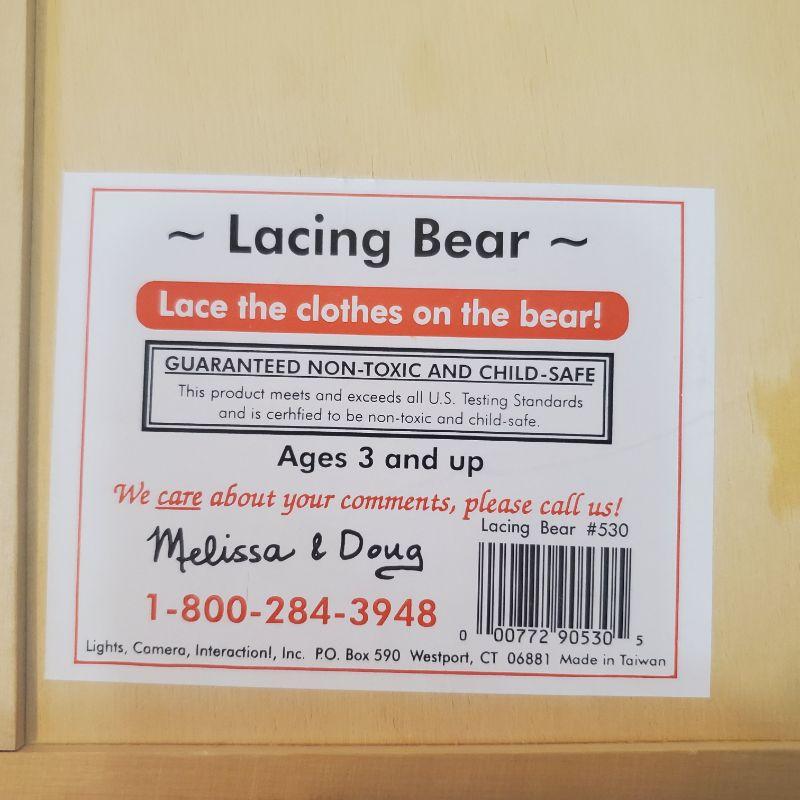 ~ Lacing Bear ~
Lace the clothes on the bear!
GUARANTEED NON-TOXIC AND CHILD-SAFE
This product meets and exceeds all U.S. Testing Standards
and is cerhfied to be non-toxic and child-safe.
Ages 3 and up
We care about your comments, please call us!
Melissa & Doug
1-800-284-3948
Lacing Bear #530
0 00772 90530 5
Lights, Camera, Interaction!, Inc. P.O. Box 590 Westport, CT 06881 Made in Taiwan